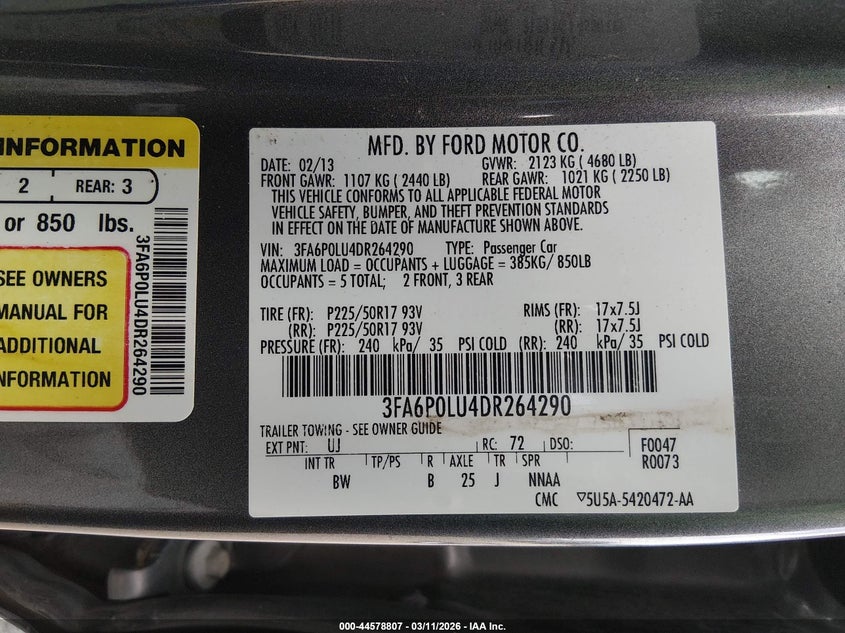 INFORMATION
2 REAR: 3
or 850 lbs.
SEE OWNERS
MANUAL FOR
ADDITIONAL
INFORMATION
3FA6P0LU4DR264290
MFD. BY FORD MOTOR CO.
DATE: 02/13 GVWR: 2123 KG ( 4680 LB)
FRONT GAWR: 1107 KG ( 2440 LB) REAR GAWR: 1021 KG ( 2250 LB)
THIS VEHICLE CONFORMS TO ALL APPLICABLE FEDERAL MOTOR
VEHICLE SAFETY, BUMPER, AND THEFT PREVENTION STANDARDS
IN EFFECT ON THE DATE OF MANUFACTURE SHOWN ABOVE.
VIN: 3FA6P0LU4DR264290 TYPE: Passenger Car
MAXIMUM LOAD = OCCUPANTS + LUGGAGE = 385KG/ 850LB
OCCUPANTS = 5 TOTAL; 2 FRONT, 3 REAR
TIRE (FR): P225/50R17 93V RIMS (FR): 17x7.5J
(RR): P225/50R17 93V (RR): 17x7.5J
PRESSURE (FR): 240 kPa/ 35 PSI COLD (RR): 240 kPa/ 35 PSI COLD
3FA6P0LU4DR264290
TRAILER TOWING - SEE OWNER GUIDE
EXT PNT: UJ RC: 72 DSO: F0047
INT TR TP/PS R AXLE TR SPR R0073
BW B 25 J NNAA
CMC ▽5U5A-5420472-AA
000-44578807 - 03/11/2026 - IAA Inc.